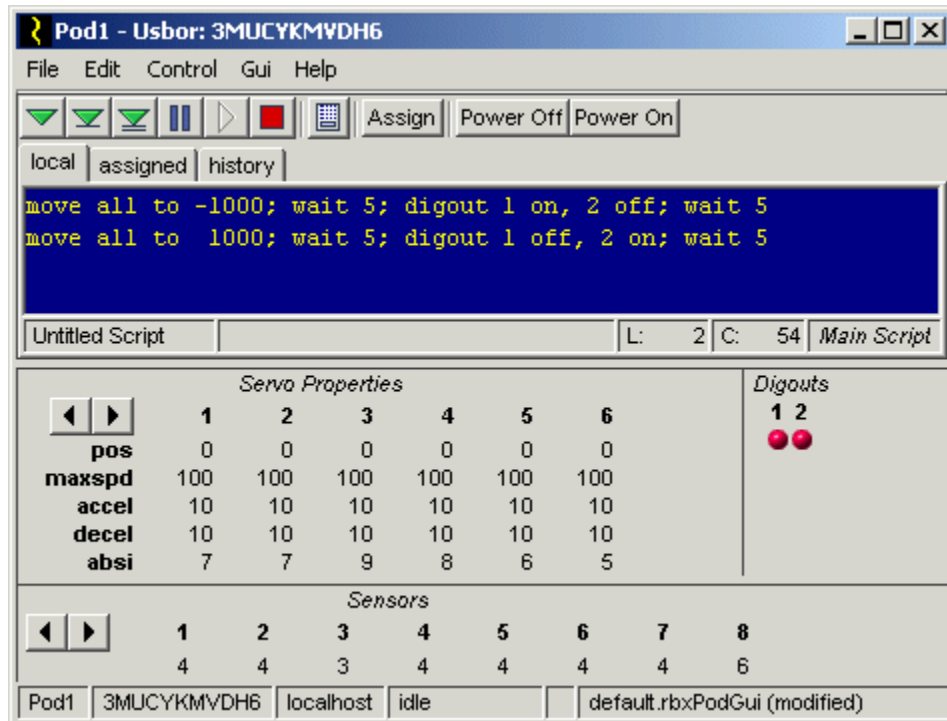 Pod1 - Usbor: 3MUCYKMVDH6
File Edit Control Gui Help
Assign Power Off Power On
local assigned history
move all to -1000; wait 5; digout 1 on, 2 off; wait 5
move all to  1000; wait 5; digout 1 off, 2 on; wait 5
Untitled Script L: 2 C: 54 Main Script
Servo Properties Digouts
1 2 3 4 5 6 1 2
pos 0 0 0 0 0 0
maxspd 100 100 100 100 100 100
accel 10 10 10 10 10 10
decel 10 10 10 10 10 10
absi 7 7 9 8 6 5
Sensors
1 2 3 4 5 6 7 8
4 4 3 4 4 4 4 6
Pod1 3MUCYKMVDH6 localhost idle default.rbxPodGui (modified)